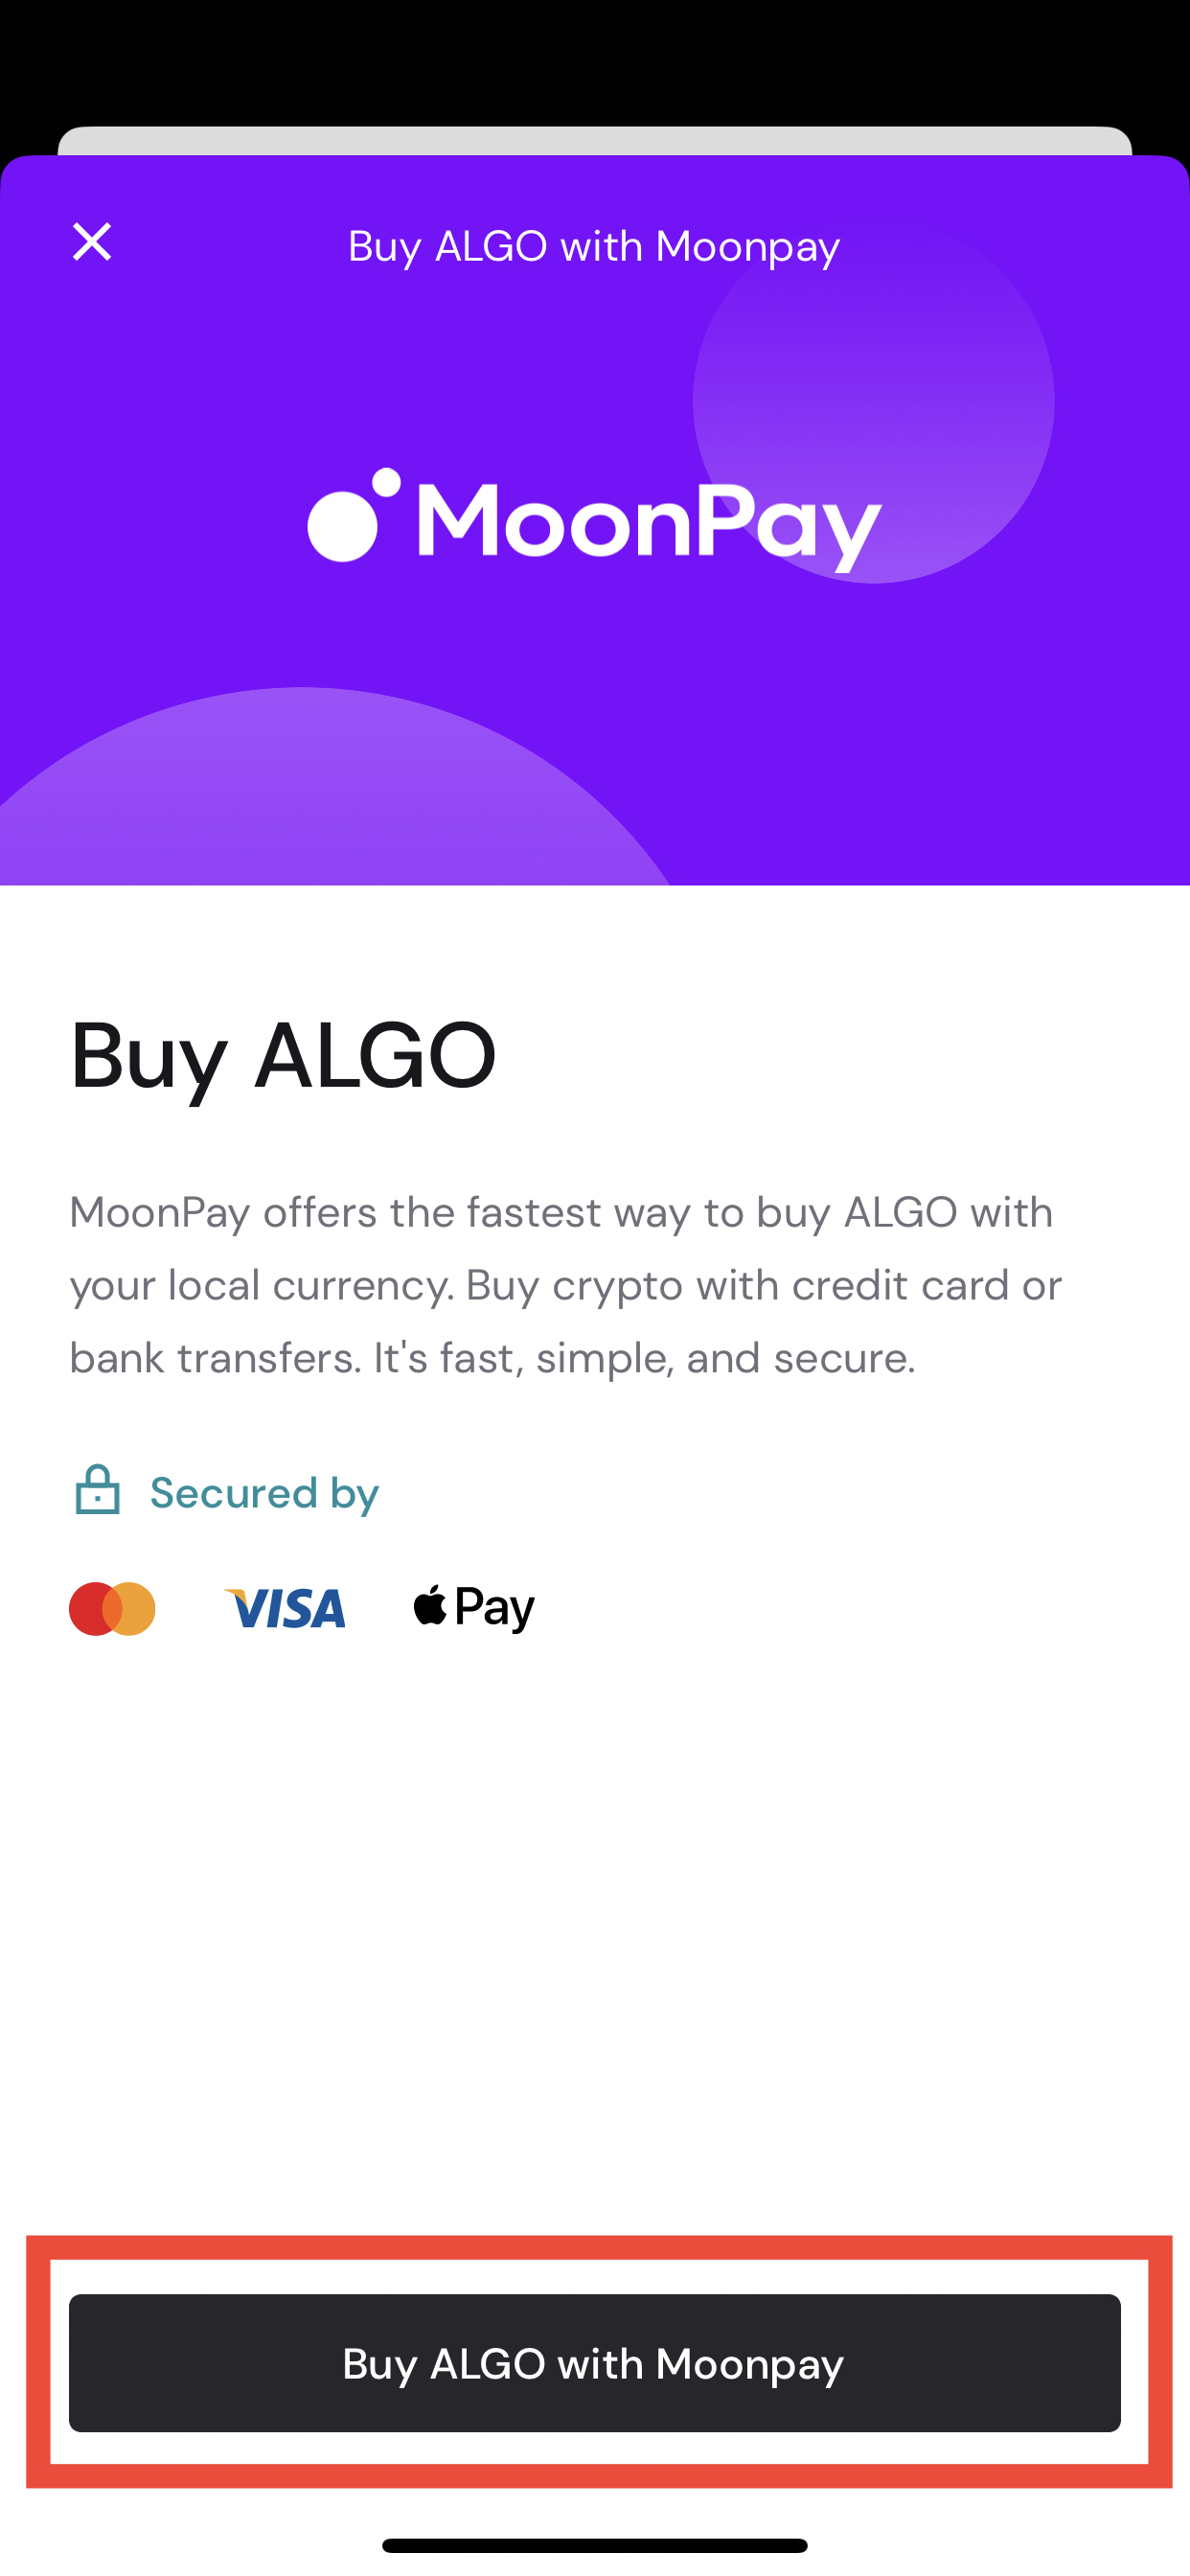 Buy ALGO with Moonpay
MoonPay
Buy ALGO
MoonPay offers the fastest way to buy ALGO with
your local currency. Buy crypto with credit card or
bank transfers. It's fast, simple, and secure.
Secured by
VISA Pay
Buy ALGO with Moonpay